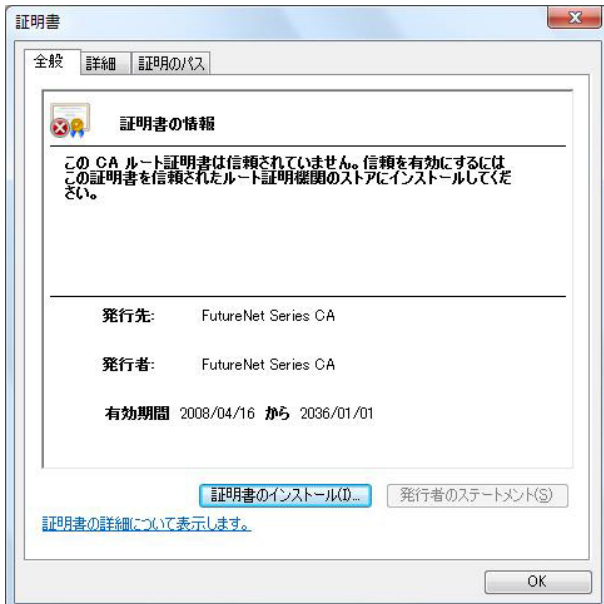 証明書
全般 詳細 証明のパス
証明書の情報
この CA ルート証明書は信頼されていません。信頼を有効にするには
この証明書を信頼されたルート証明機関のストアにインストールしてくだ
さい。
発行先: FutureNet Series CA
発行者: FutureNet Series CA
有効期間 2008/04/16 から 2036/01/01
証明書のインストール(I)... 発行者のステートメント(S)
証明書の詳細について表示します。
OK